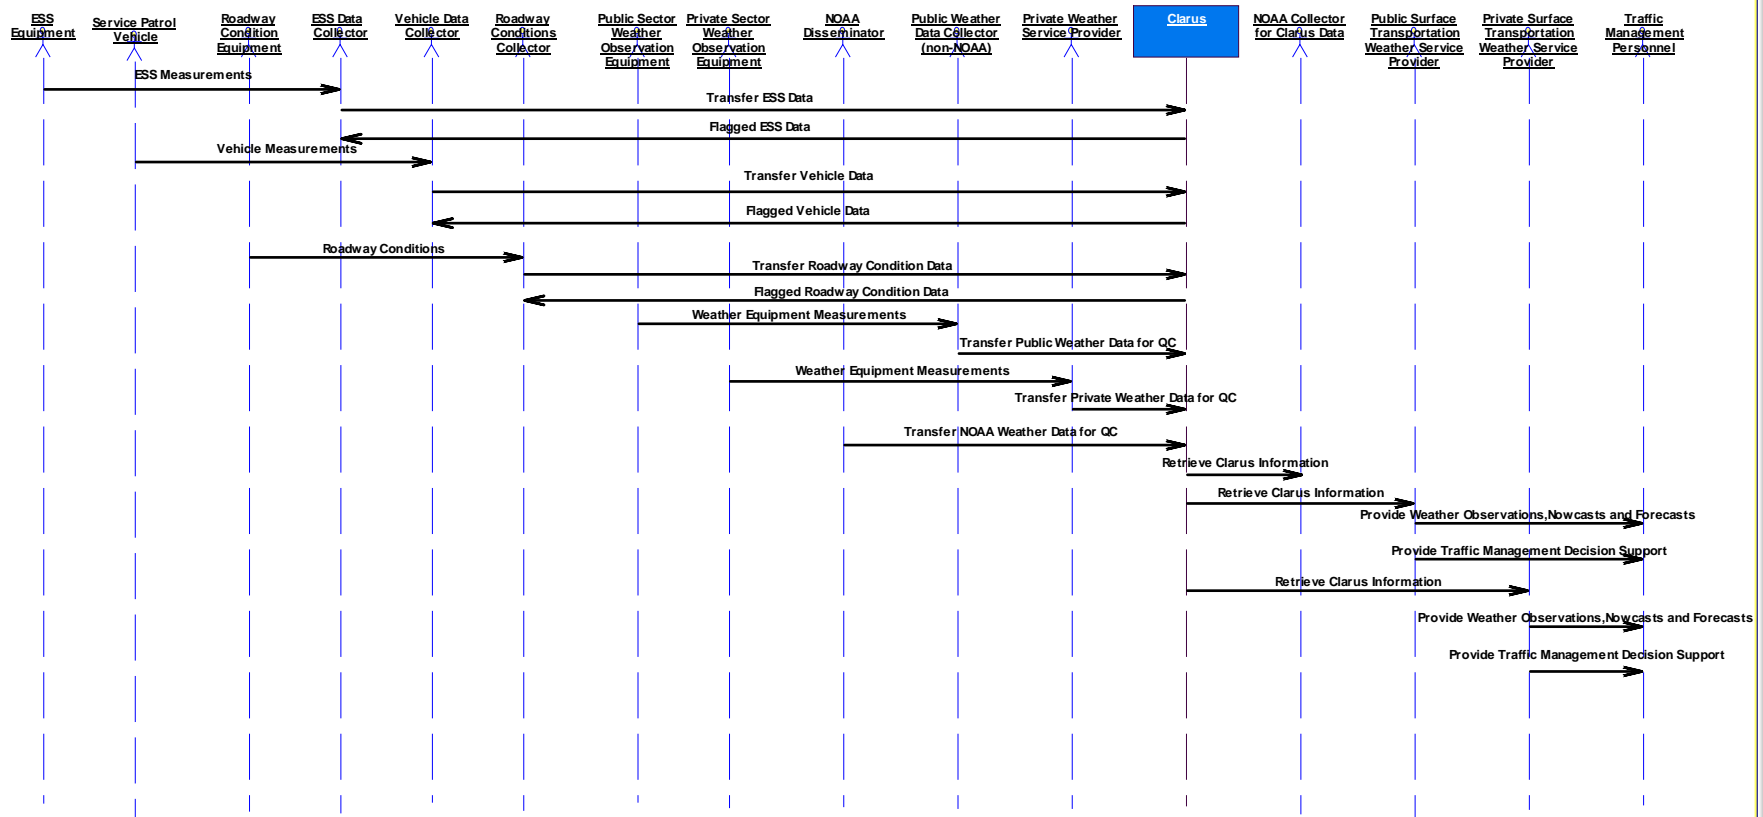 ESS
Equipment
Service Patrol
Vehicle
Roadway
Condition
Equipment
ESS Data
Collector
Vehicle Data
Collector
Roadway
Conditions
Collector
Public Sector
Weather
Observation
Equipment
Private Sector
Weather
Observation
Equipment
NOAA
Disseminator
Public Weather
Data Collector
(non-NOAA)
Private Weather
Service Provider
Clarus
NOAA Collector
for Clarus Data
Public Surface
Transportation
Weather Service
Provider
Private Surface
Transportation
Weather Service
Provider
Traffic
Management
Personnel
ESS Measurements
Transfer ESS Data
Flagged ESS Data
Vehicle Measurements
Transfer Vehicle Data
Flagged Vehicle Data
Roadway Conditions
Transfer Roadway Condition Data
Flagged Roadway Condition Data
Weather Equipment Measurements
Transfer Public Weather Data for QC
Weather Equipment Measurements
Transfer Private Weather Data for QC
Transfer NOAA Weather Data for QC
Retrieve Clarus Information
Retrieve Clarus Information
Provide Weather Observations,Nowcasts and Forecasts
Provide Traffic Management Decision Support
Retrieve Clarus Information
Provide Weather Observations,Nowcasts and Forecasts
Provide Traffic Management Decision Support